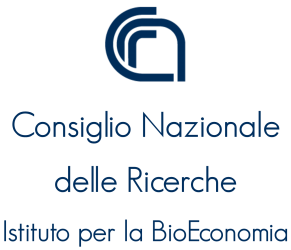 Consiglio Nazionale
delle Ricerche
Istituto per la BioEconomia